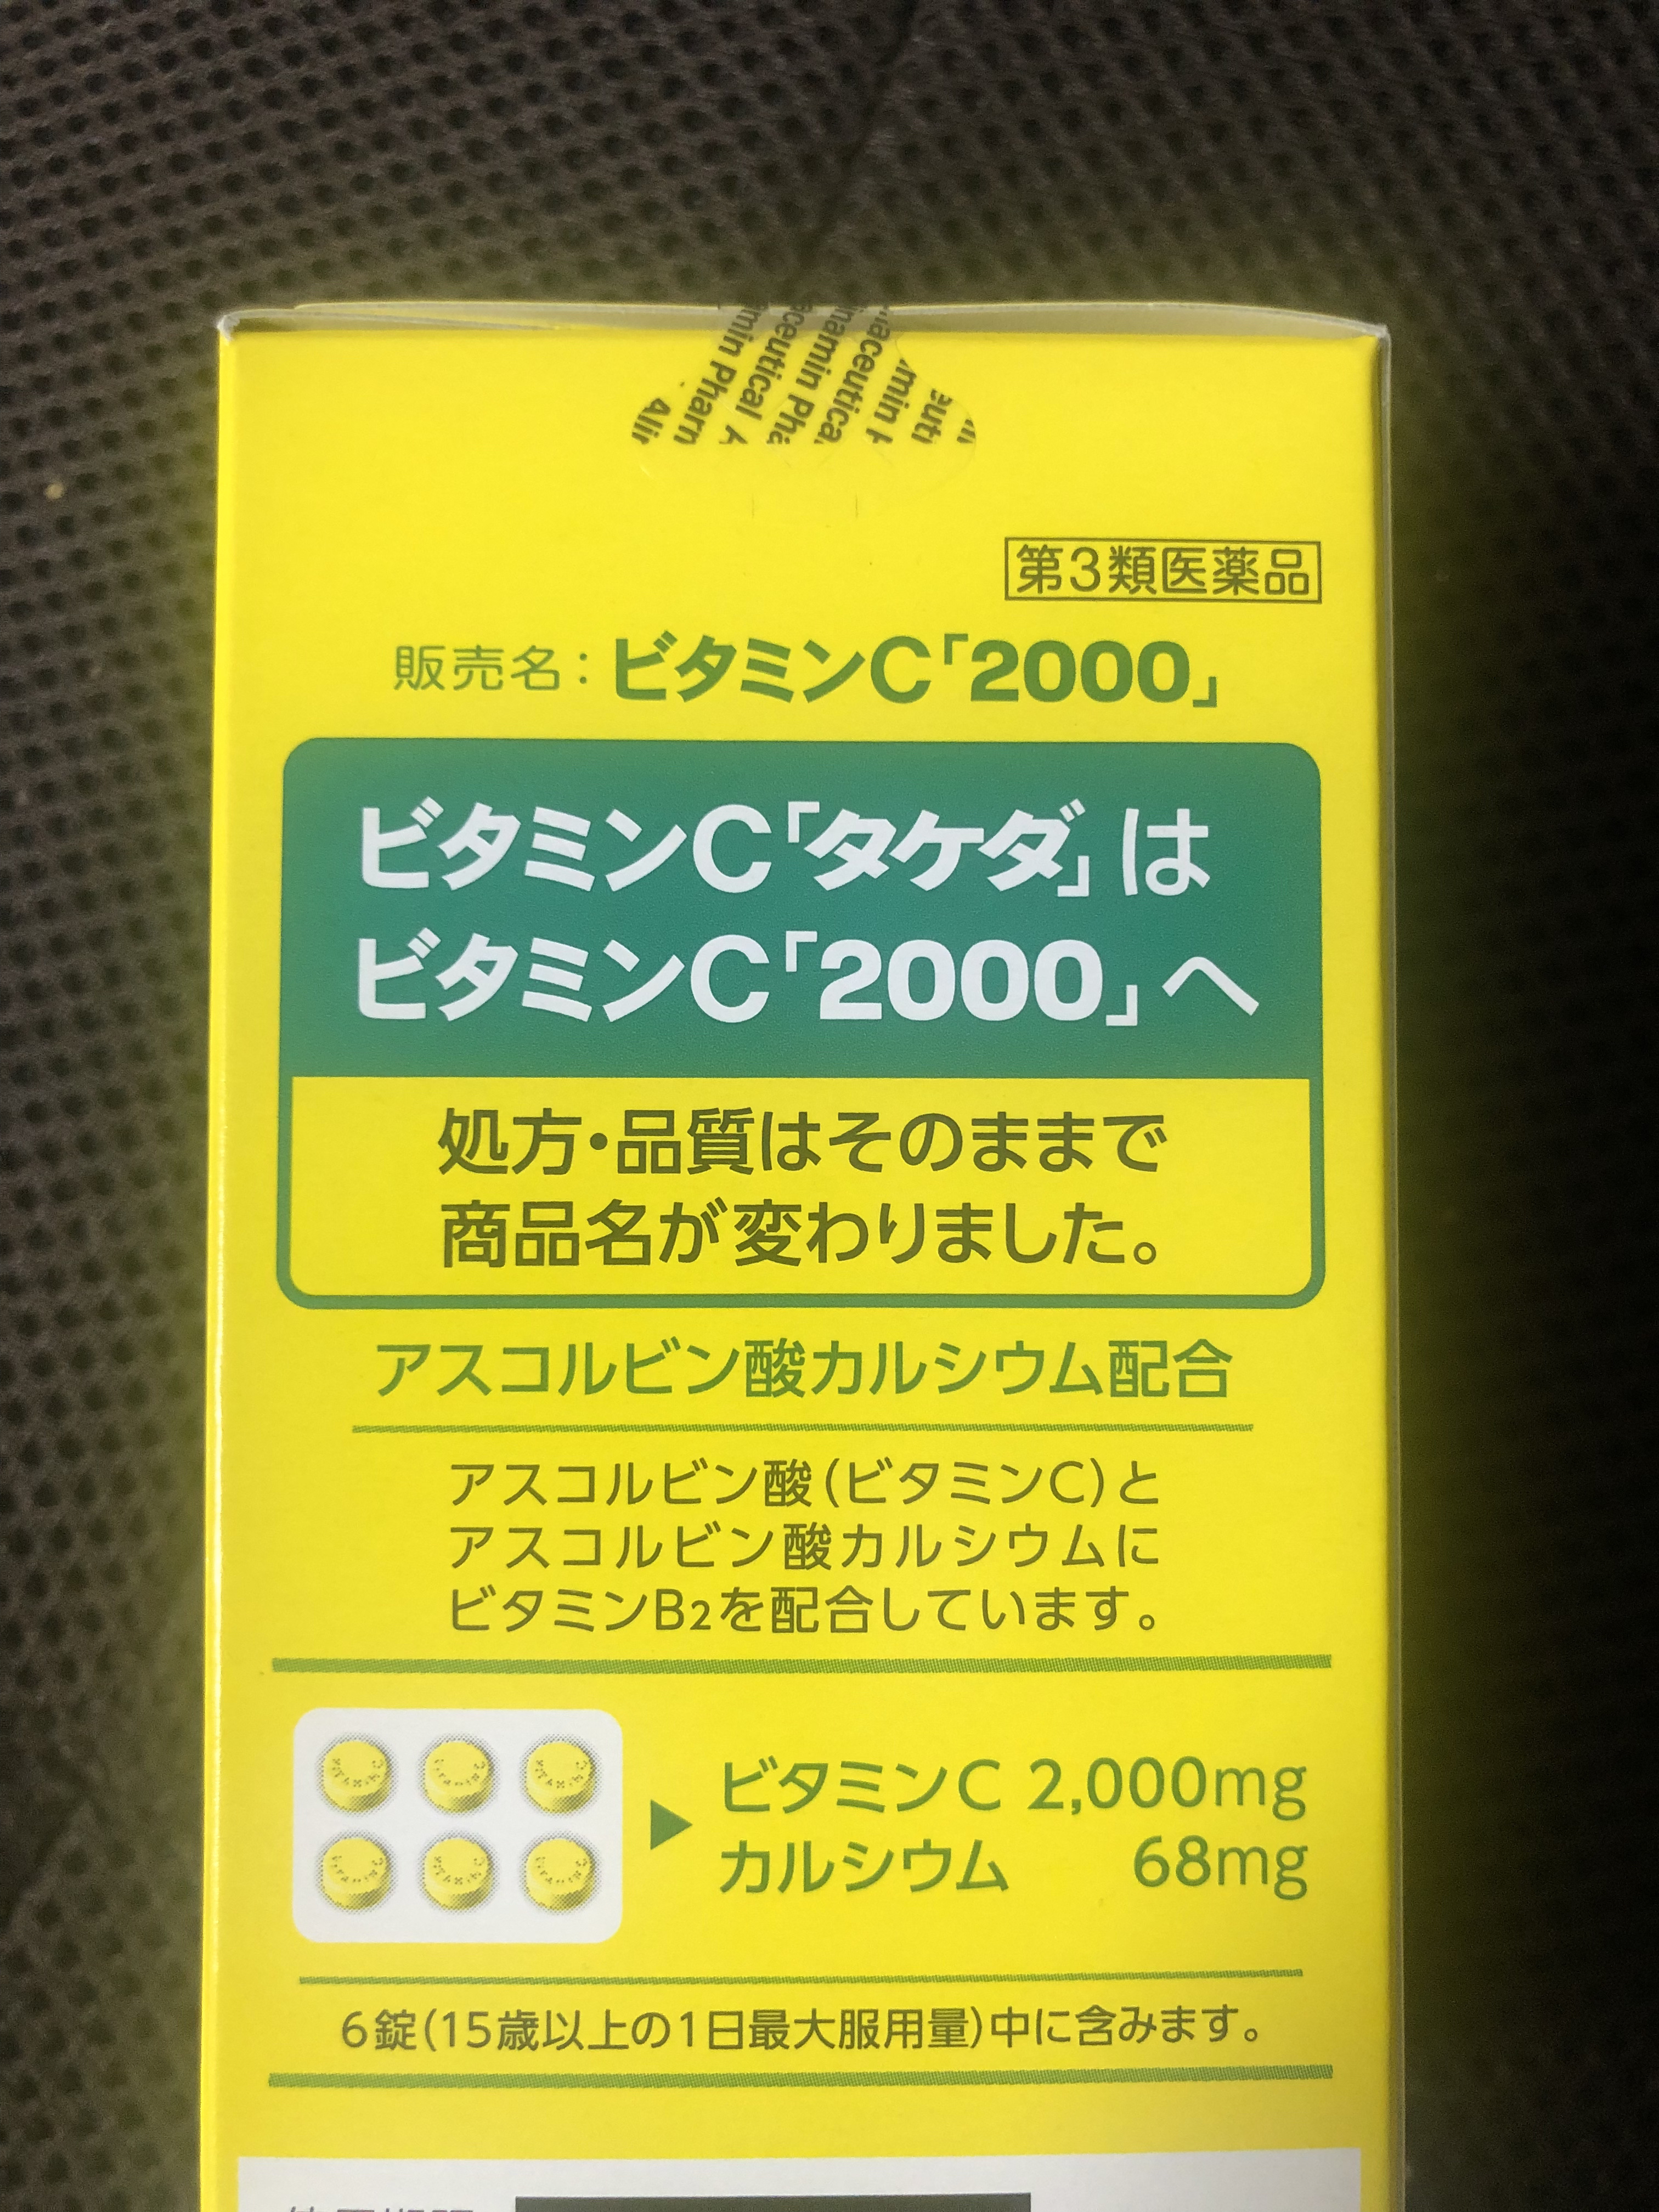 第3類医薬品
販売名：ビタミンC「2000」
ビタミンC「タケダ」は
ビタミンC「2000」へ
処方・品質はそのままで
商品名が変わりました。
アスコルビン酸カルシウム配合
アスコルビン酸(ビタミンC)と
アスコルビン酸カルシウムに
ビタミンB2を配合しています。
ビタミンC 2,000mg
カルシウム 68mg
6錠(15歳以上の1日最大服用量)中に含みます。